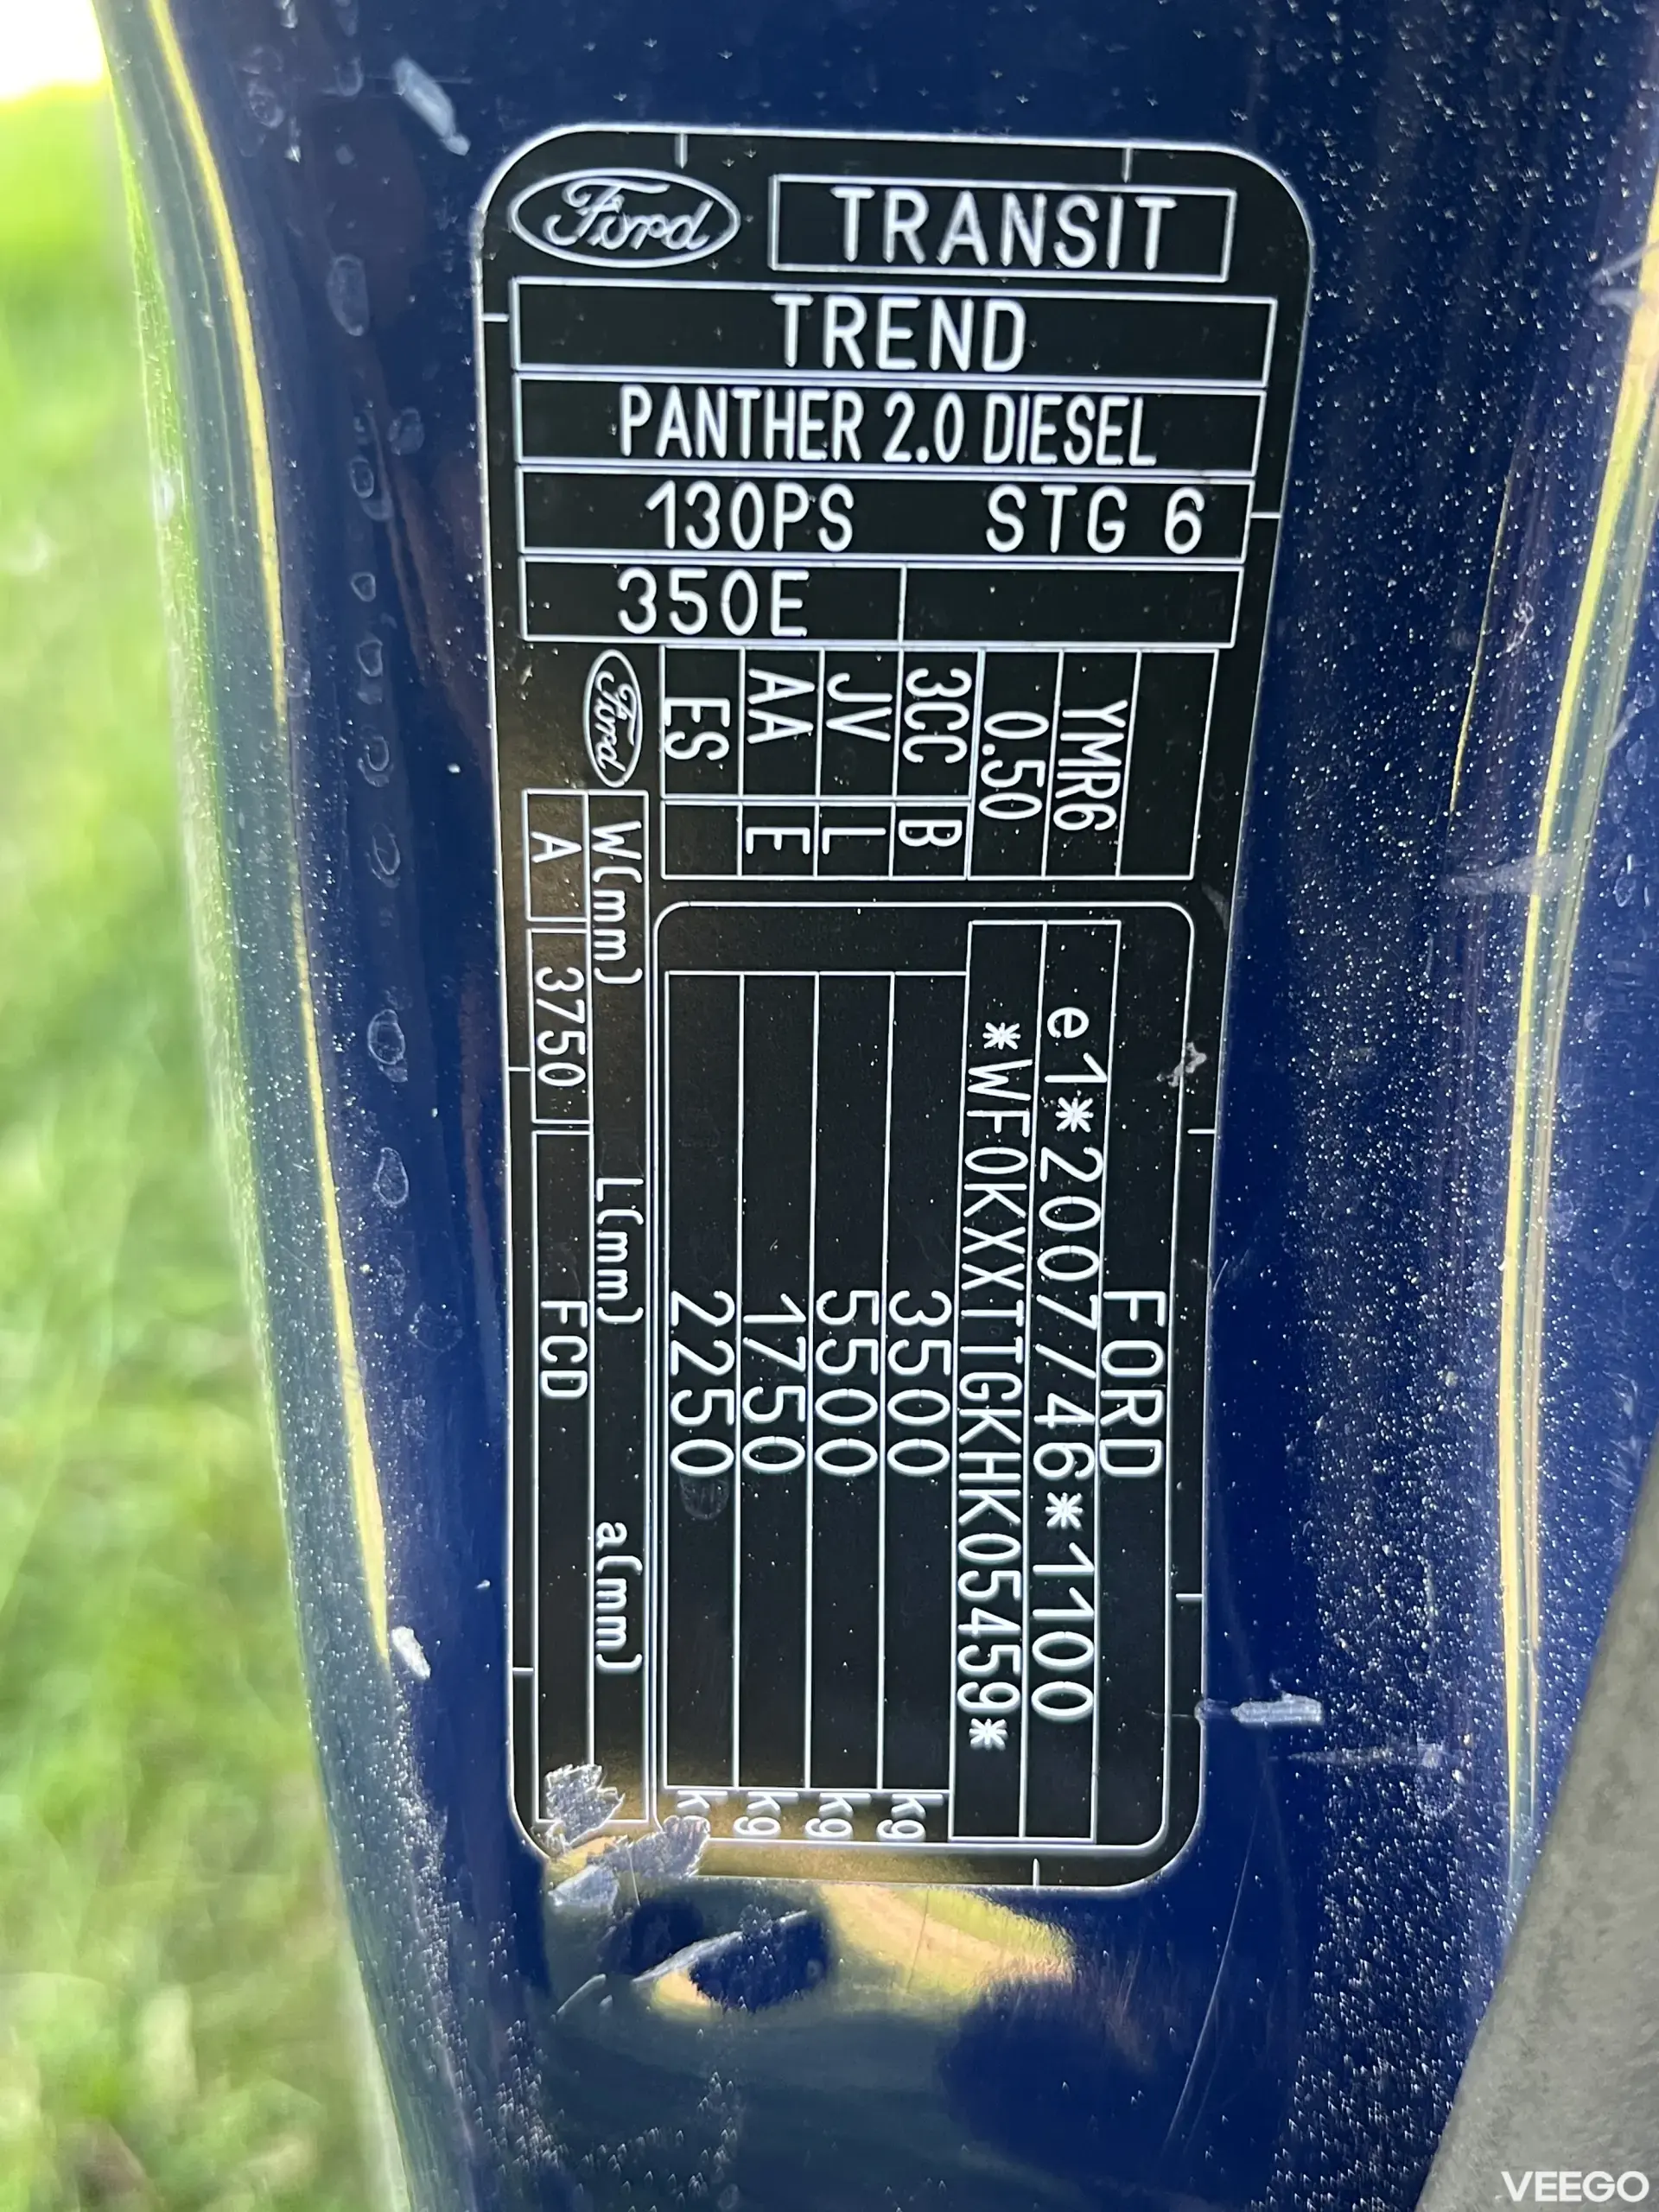 Ford TRANSIT
TREND
PANTHER 2.0 DIESEL
130PS STG 6
350E
YMR6
0.50
3CC B
JV L
AA E
ES
FORD
e1*2007/46*1100
*WF0KXXTTGKHK05459*
3500 kg
5500 kg
1750 kg
2250 kg
Ford W(mm) L(mm) a(mm)
A 3750 FCD
VEEGO